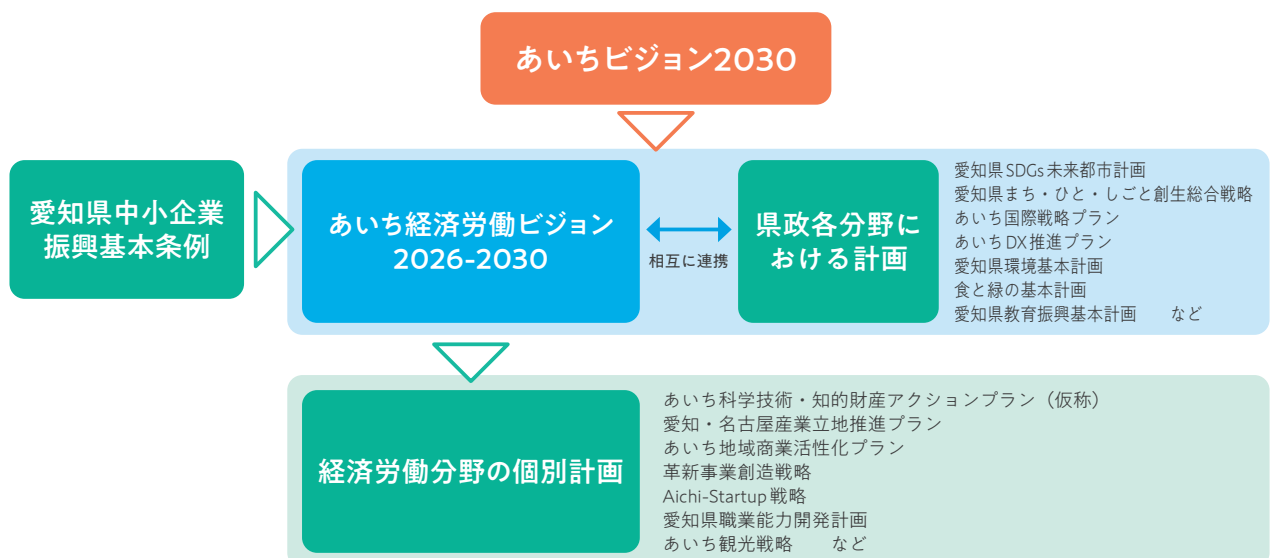 あいちビジョン2030
愛知県中小企業
振興基本条例
あいち経済労働ビジョン
2026-2030
相互に連携
県政各分野に
おける計画
愛知県SDGs未来都市計画
愛知県まち・ひと・しごと創生総合戦略
あいち国際戦略プラン
あいちDX推進プラン
愛知県環境基本計画
食と緑の基本計画
愛知県教育振興基本計画　など
経済労働分野の個別計画
あいち科学技術・知的財産アクションプラン（仮称）
愛知・名古屋産業立地推進プラン
あいち地域商業活性化プラン
革新事業創造戦略
Aichi-Startup戦略
愛知県職業能力開発計画
あいち観光戦略　など